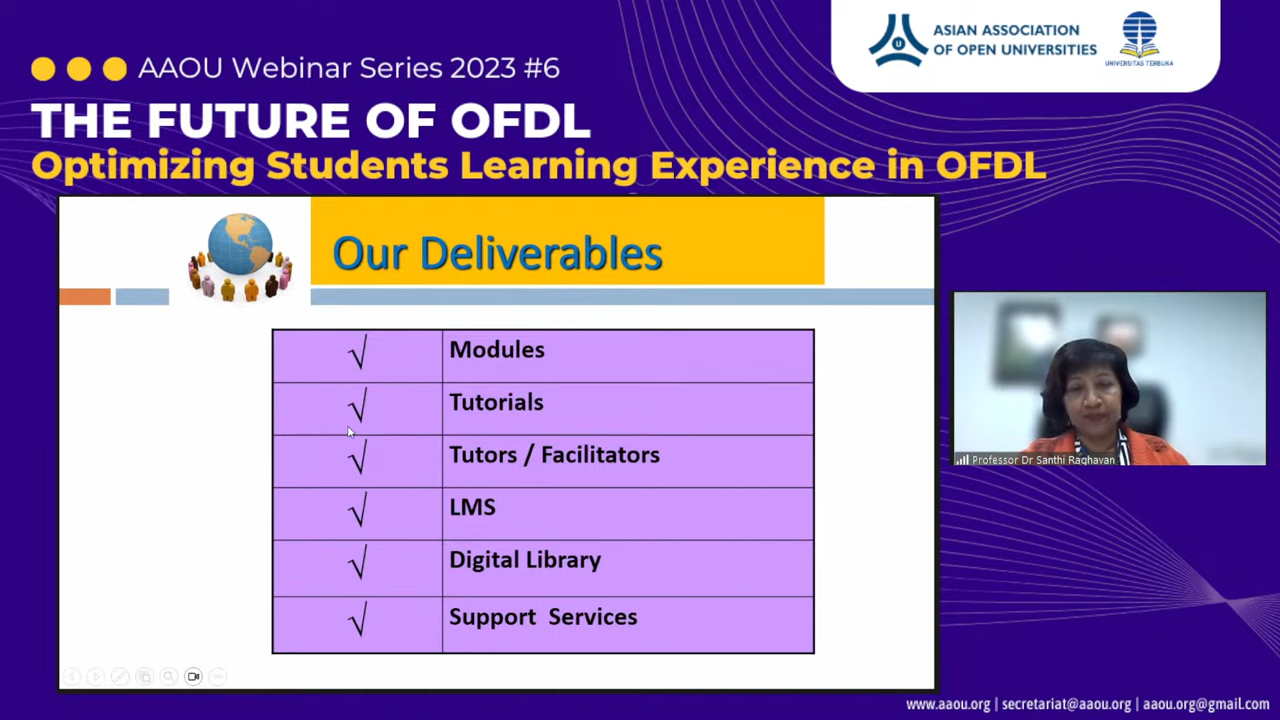 ASIAN ASSOCIATION
OF OPEN UNIVERSITIES
U
UNIVERSITAS TERBUKA
AAOU Webinar Series 2023 #6
THE FUTURE OF OFDL
Optimizing Students Learning Experience in OFDL
Our Deliverables
√ Modules
√ Tutorials
√ Tutors / Facilitators
√ LMS
√ Digital Library
√ Support Services
Professor Dr Santhi Raghavan
www.aaou.org | secretariat@aaou.org | aaou.org@gmail.com